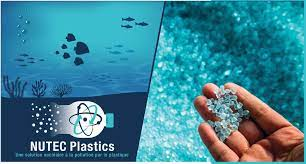 NUTEC Plastics
Une solution nucléaire à la pollution par le plastique